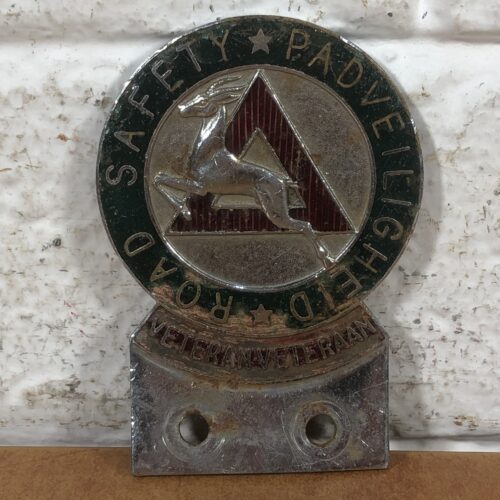 ROAD SAFETY ★ PADVEILIGHEID ★
VETERAN-VETERAAN